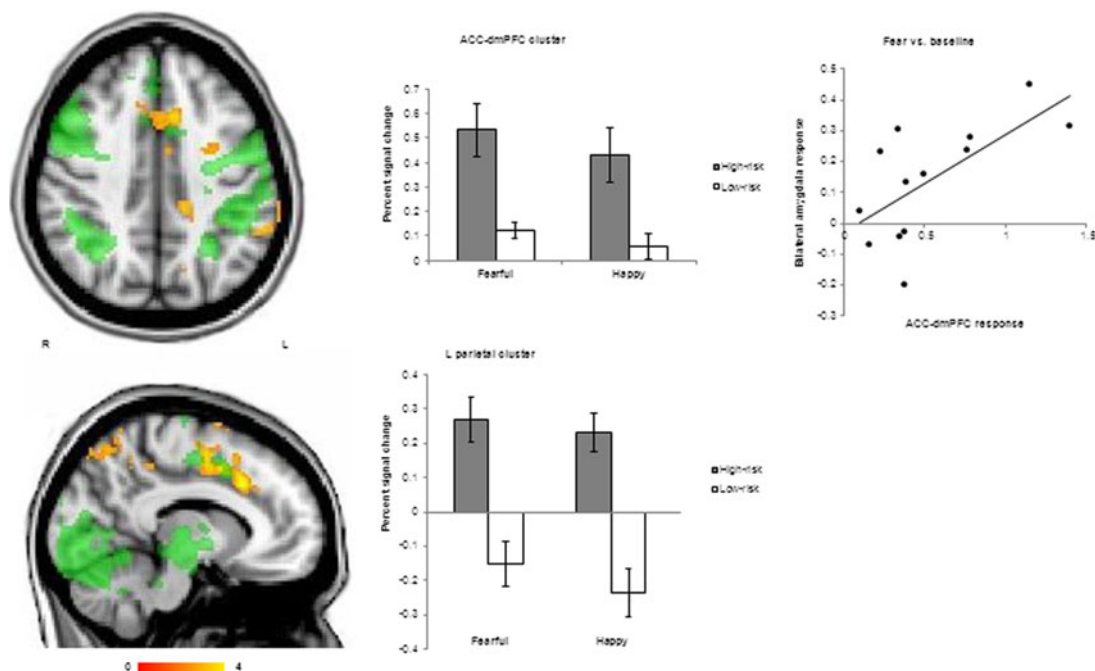 R L
0 4
ACC-dmPFC cluster
Percent signal change
0.7
0.6
0.5
0.4
0.3
0.2
0.1
0
Fearful Happy
High-risk
Low-risk
L parietal cluster
Percent signal change
0.4
0.3
0.2
0.1
0
-0.1
-0.2
-0.3
-0.4
Fearful Happy
High-risk
Low-risk
Fear vs. baseline
Bilateral amygdala response
0.5
0.4
0.3
0.2
0.1
0
-0.1
-0.2
-0.3
0 0.5 1 1.5
ACC-dmPFC response